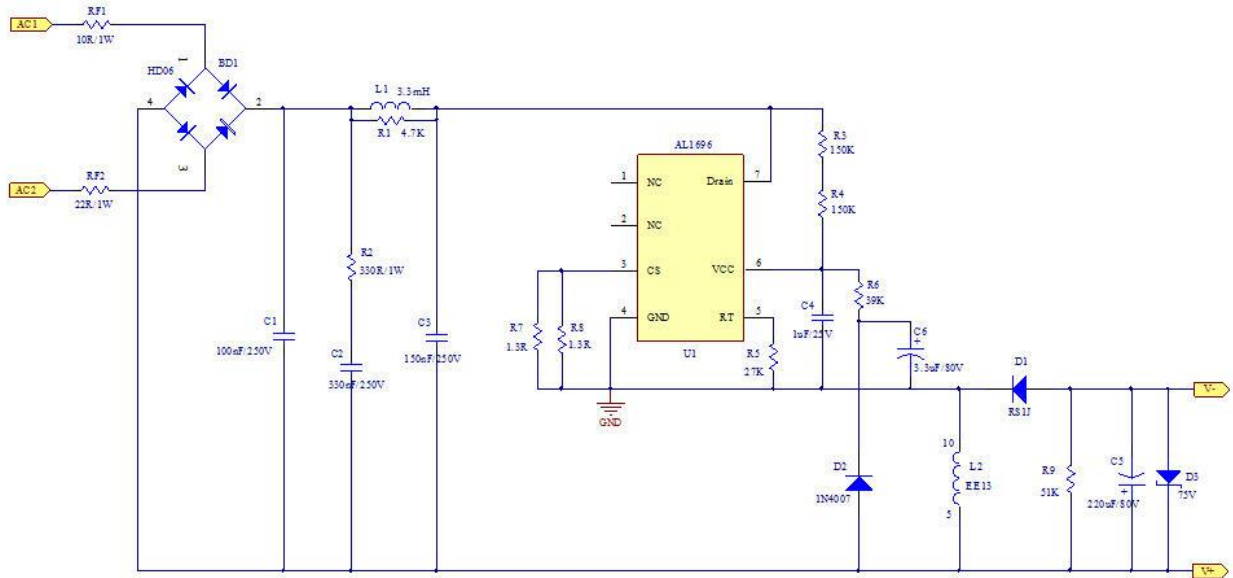 AC1
RF1
10R/1W
HD06
BD1
1
4
2
3
AC2
RF2
22R/1W
L1 3.3mH
R1 4.7K
R2
330R/1W
C1
100nF/250V
C2
330nF/250V
C3
150nF/250V
AL1696
1 NC
2 NC
3 CS
4 GND
Drain 7
VCC 6
RT 5
U1
R3
150K
R4
150K
R6
39K
C4
1uF/25V
R5
27K
C6
+
3.3uF/80V
R7
1.3R
R8
1.3R
GND
D1
RS1J
V-
D2
1N4007
10
L2
EE13
5
R9
51K
C5
+
220uF/80V
D3
75V
V+